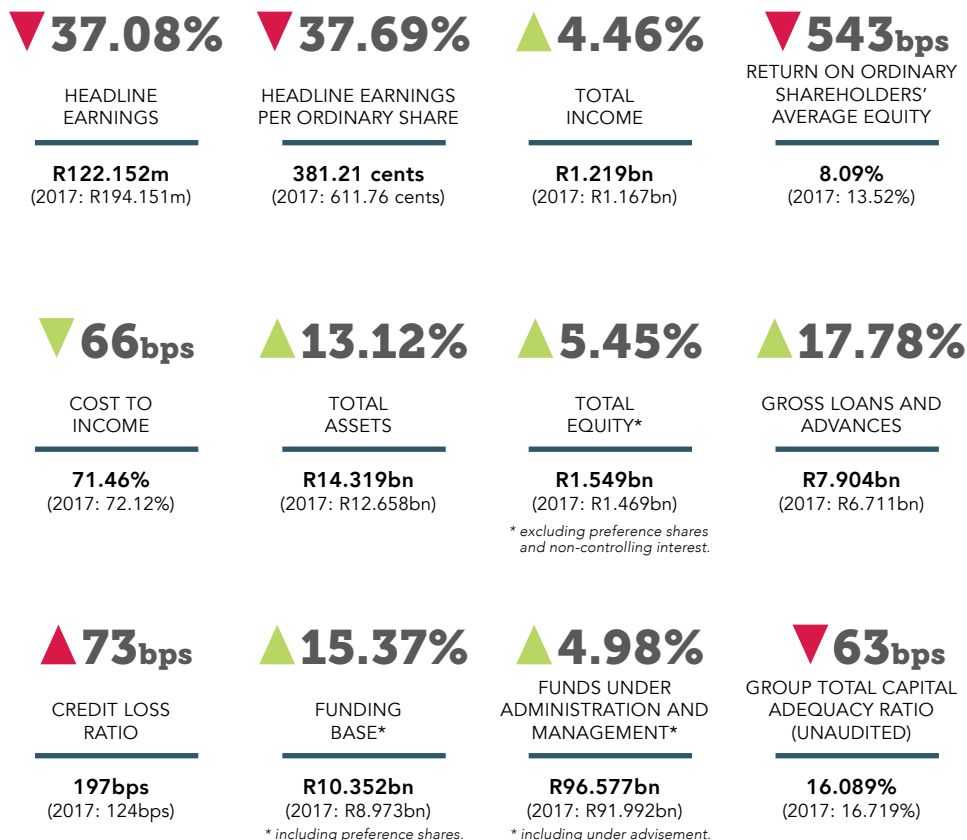 ▼37.08%
HEADLINE
EARNINGS
R122.152m
(2017: R194.151m)
▼37.69%
HEADLINE EARNINGS
PER ORDINARY SHARE
381.21 cents
(2017: 611.76 cents)
▲4.46%
TOTAL
INCOME
R1.219bn
(2017: R1.167bn)
▼543bps
RETURN ON ORDINARY
SHAREHOLDERS'
AVERAGE EQUITY
8.09%
(2017: 13.52%)
▼66bps
COST TO
INCOME
71.46%
(2017: 72.12%)
▲13.12%
TOTAL
ASSETS
R14.319bn
(2017: R12.658bn)
▲5.45%
TOTAL
EQUITY*
R1.549bn
(2017: R1.469bn)
* excluding preference shares
and non-controlling interest.
▲17.78%
GROSS LOANS AND
ADVANCES
R7.904bn
(2017: R6.711bn)
▲73bps
CREDIT LOSS
RATIO
197bps
(2017: 124bps)
▲15.37%
FUNDING
BASE*
R10.352bn
(2017: R8.973bn)
* including preference shares.
▲4.98%
FUNDS UNDER
ADMINISTRATION AND
MANAGEMENT*
R96.577bn
(2017: R91.992bn)
* including under advisement.
▼63bps
GROUP TOTAL CAPITAL
ADEQUACY RATIO
(UNAUDITED)
16.089%
(2017: 16.719%)